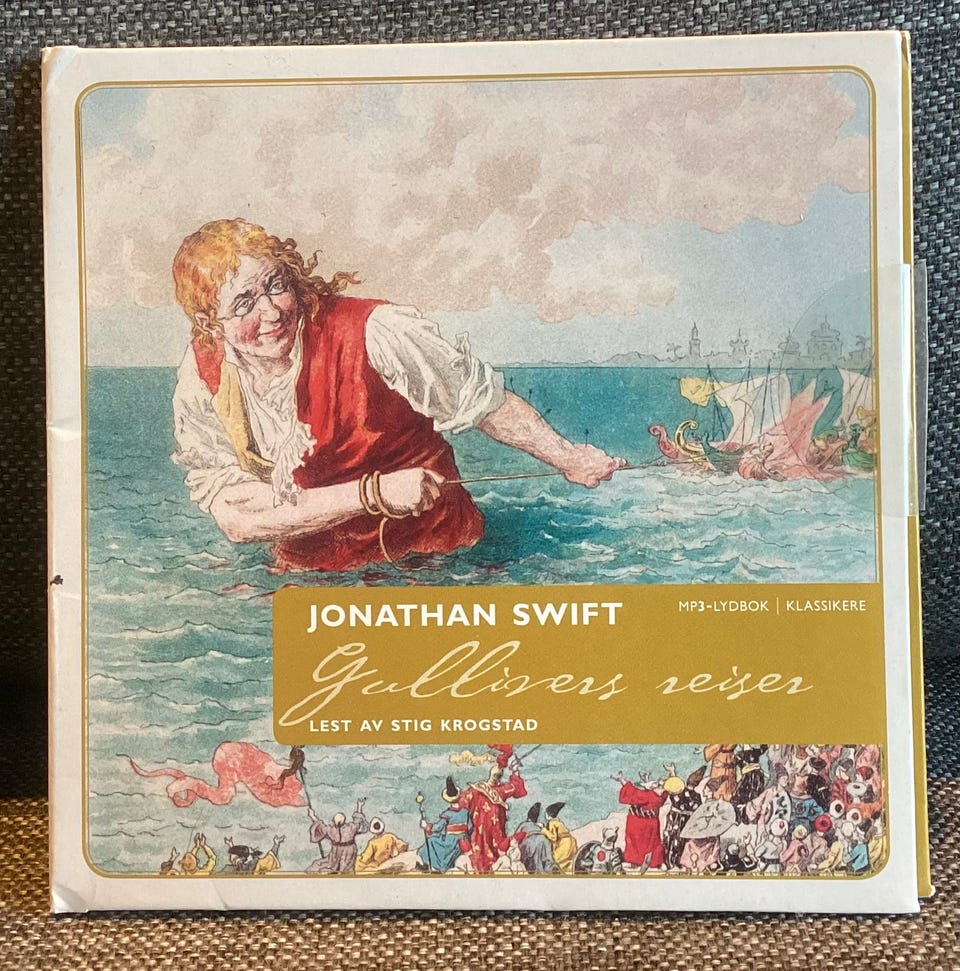 JONATHAN SWIFT
MP3-LYDBOK | KLASSIKERE
Gullivers reiser
LEST AV STIG KROGSTAD